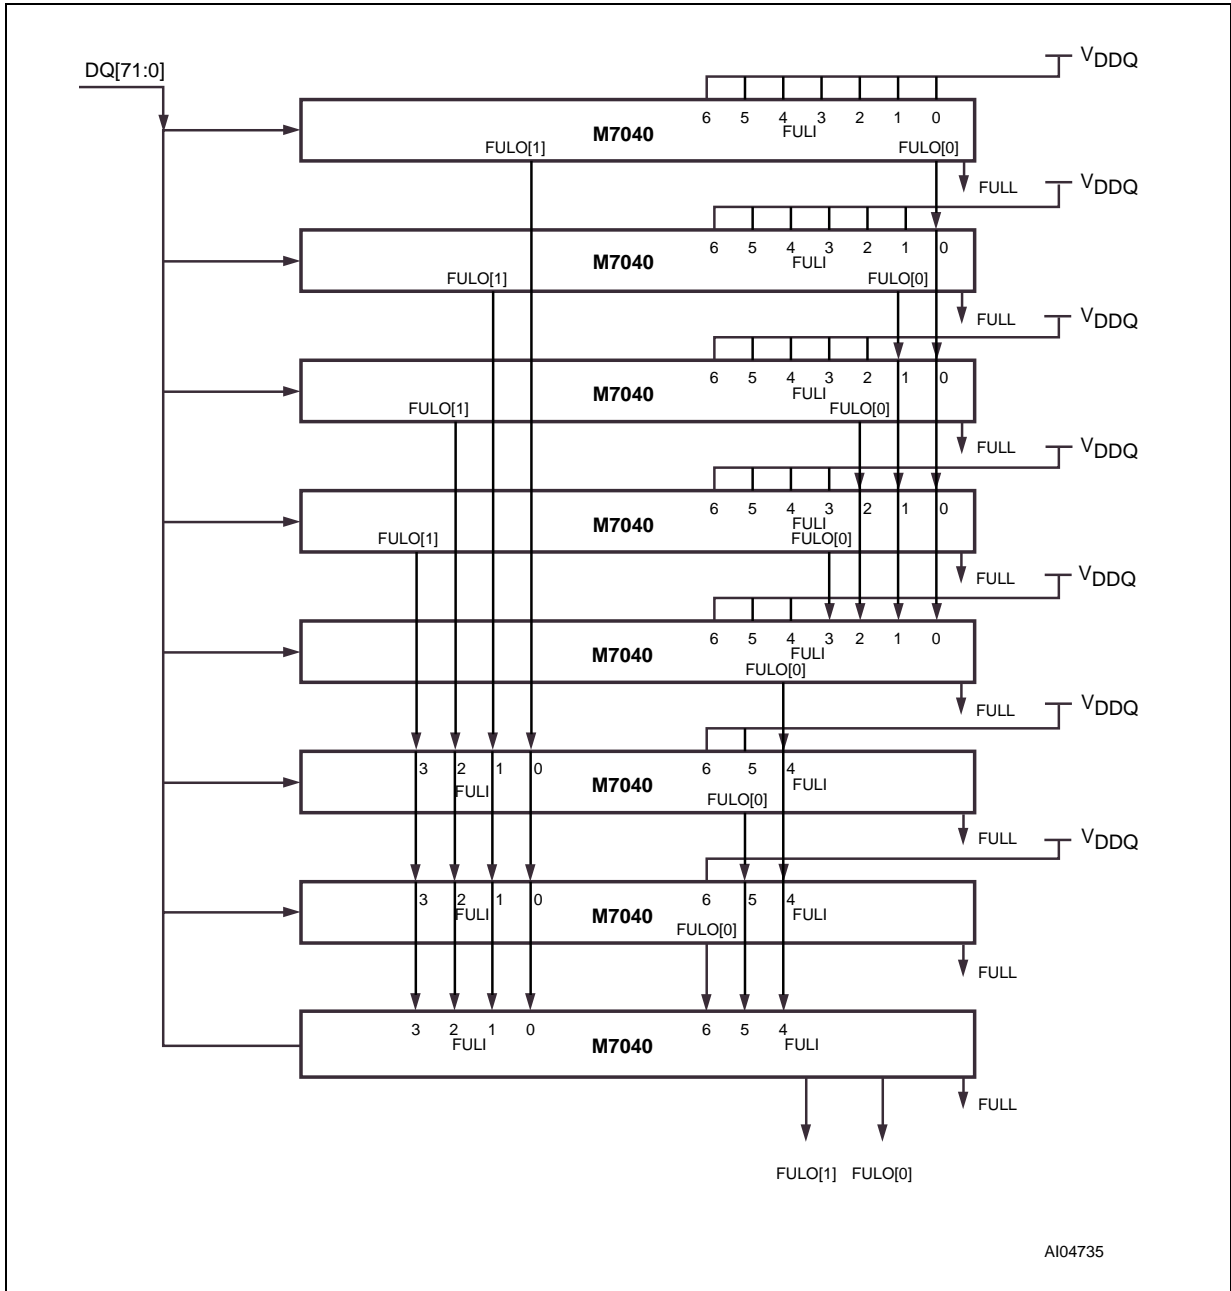 DQ[71:0]
VDDQ
6 5 4 3 2 1 0
FULI
M7040
FULO[1] FULO[0]
FULL
VDDQ
6 5 4 3 2 1 0
FULI
M7040
FULO[1] FULO[0]
FULL
VDDQ
6 5 4 3 2 1 0
FULI
M7040
FULO[1] FULO[0]
FULL
VDDQ
6 5 4 3 2 1 0
FULI
M7040
FULO[1] FULO[0]
FULL
VDDQ
6 5 4 3 2 1 0
FULI
M7040
FULO[0]
FULL
VDDQ
3 2 1 0 6 5 4
FULI M7040 FULI
FULO[0]
FULL
VDDQ
3 2 1 0 6 5 4
FULI M7040 FULI
FULO[0]
FULL
3 2 1 0 6 5 4
FULI M7040 FULI
FULL
FULO[1] FULO[0]
AI04735